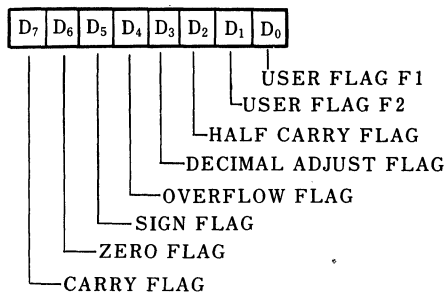 D7 D6 D5 D4 D3 D2 D1 D0
USER FLAG F1
USER FLAG F2
HALF CARRY FLAG
DECIMAL ADJUST FLAG
OVERFLOW FLAG
SIGN FLAG
ZERO FLAG
CARRY FLAG